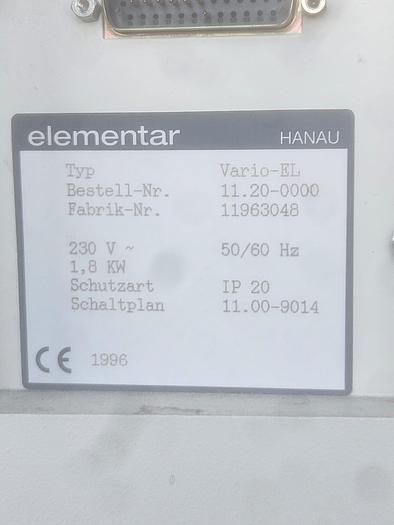 elementar HANAU
Typ Vario-EL
Bestell-Nr. 11.20-0000
Fabrik-Nr. 11963048
230 V ~ 50/60 Hz
1,8 KW
Schutzart IP 20
Schaltplan 11.00-9014
CE 1996